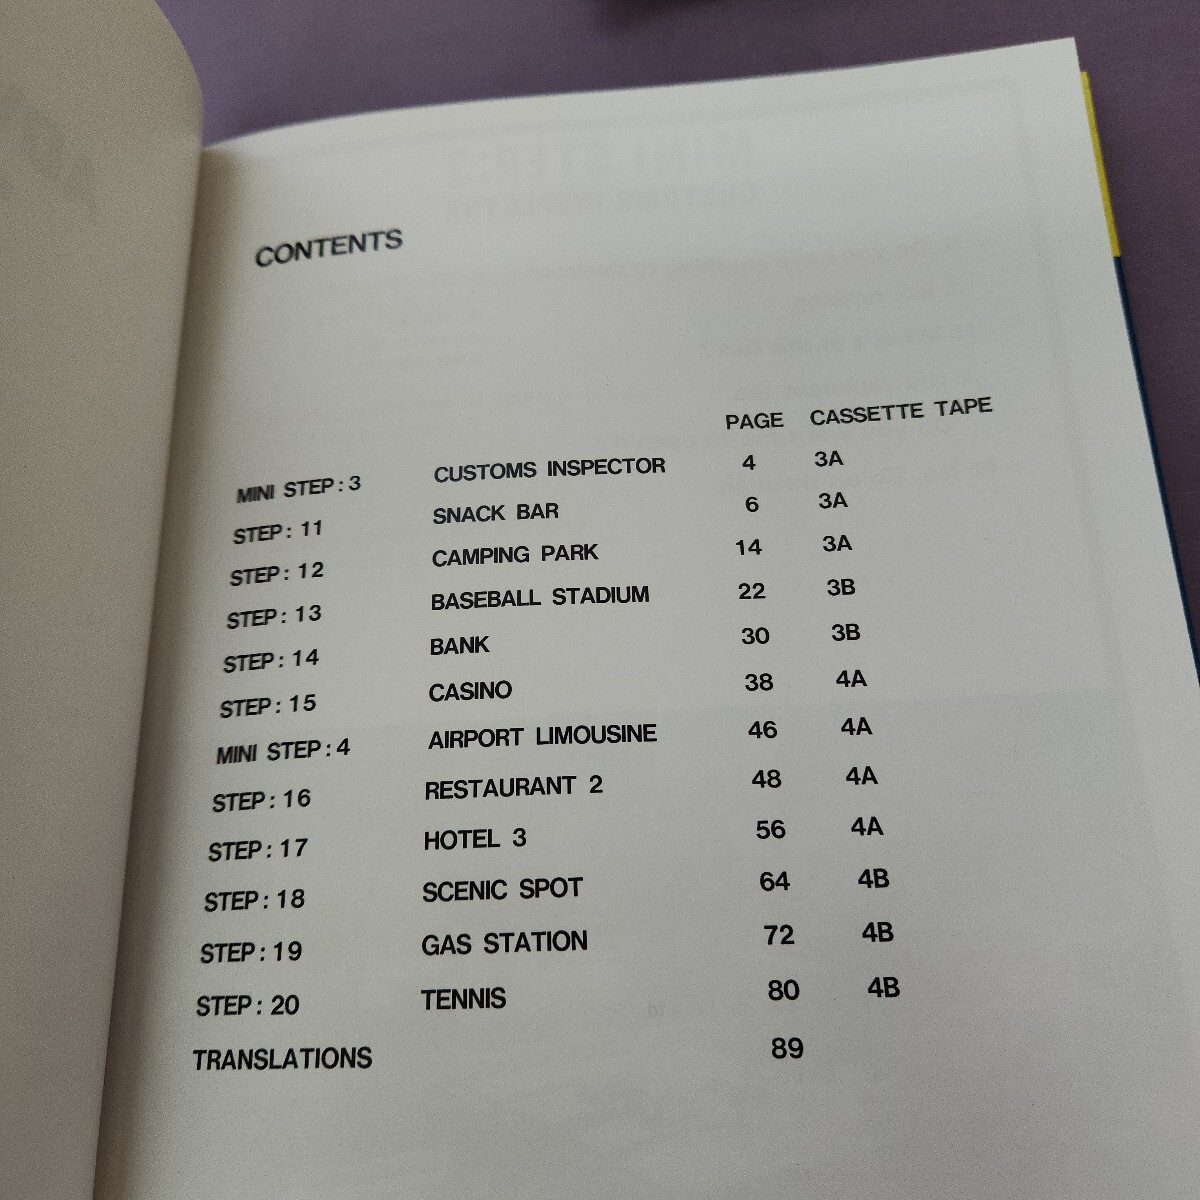 CONTENTS
PAGE CASSETTE TAPE
MINI STEP: 3 CUSTOMS INSPECTOR 4 3A
STEP: 11 SNACK BAR 6 3A
STEP: 12 CAMPING PARK 14 3A
STEP: 13 BASEBALL STADIUM 22 3B
STEP: 14 BANK 30 3B
STEP: 15 CASINO 38 4A
MINI STEP: 4 AIRPORT LIMOUSINE 46 4A
STEP: 16 RESTAURANT 2 48 4A
STEP: 17 HOTEL 3 56 4A
STEP: 18 SCENIC SPOT 64 4B
STEP: 19 GAS STATION 72 4B
STEP: 20 TENNIS 80 4B
TRANSLATIONS 89